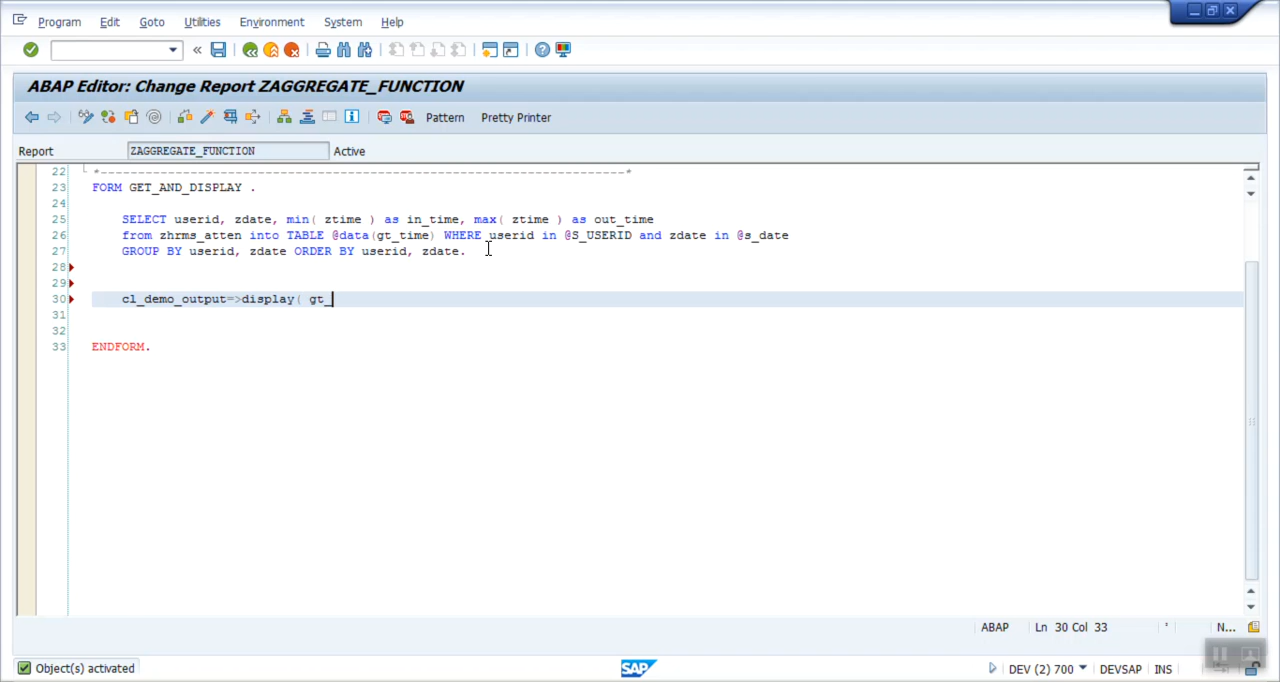 Program Edit Goto Utilities Environment System Help
ABAP Editor: Change Report ZAGGREGATE_FUNCTION
Pattern Pretty Printer
Report ZAGGREGATE_FUNCTION Active
22 *---------------------------------------------------------------------*
23 FORM GET_AND_DISPLAY .
24
25 SELECT userid, zdate, min( ztime ) as in_time, max( ztime ) as out_time
26 from zhrms_atten into TABLE @data(gt_time) WHERE userid in @S_USERID and zdate in @s_date
27 GROUP BY userid, zdate ORDER BY userid, zdate.
28
29
30 cl_demo_output=>display( gt_
31
32
33 ENDFORM.
ABAP Ln 30 Col 33 N...
Object(s) activated SAP DEV (2) 700 DEVSAP INS